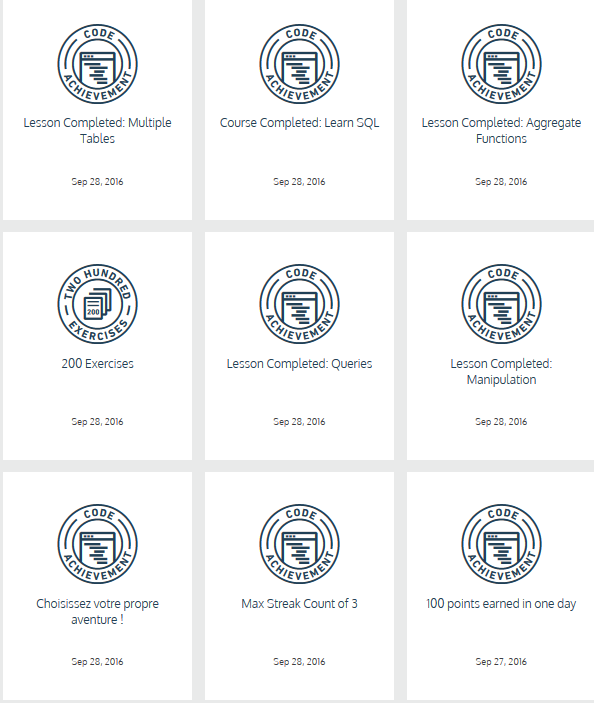 CODE ACHIEVEMENT
CODE ACHIEVEMENT
CODE ACHIEVEMENT
Lesson Completed: Multiple
Tables
Course Completed: Learn SQL
Lesson Completed: Aggregate
Functions
Sep 28, 2016
Sep 28, 2016
Sep 28, 2016
TWO HUNDRED EXERCISES
200
CODE ACHIEVEMENT
CODE ACHIEVEMENT
200 Exercises
Lesson Completed: Queries
Lesson Completed:
Manipulation
Sep 28, 2016
Sep 28, 2016
Sep 28, 2016
CODE ACHIEVEMENT
CODE ACHIEVEMENT
CODE ACHIEVEMENT
Choisissez votre propre
aventure !
Max Streak Count of 3
100 points earned in one day
Sep 28, 2016
Sep 28, 2016
Sep 27, 2016